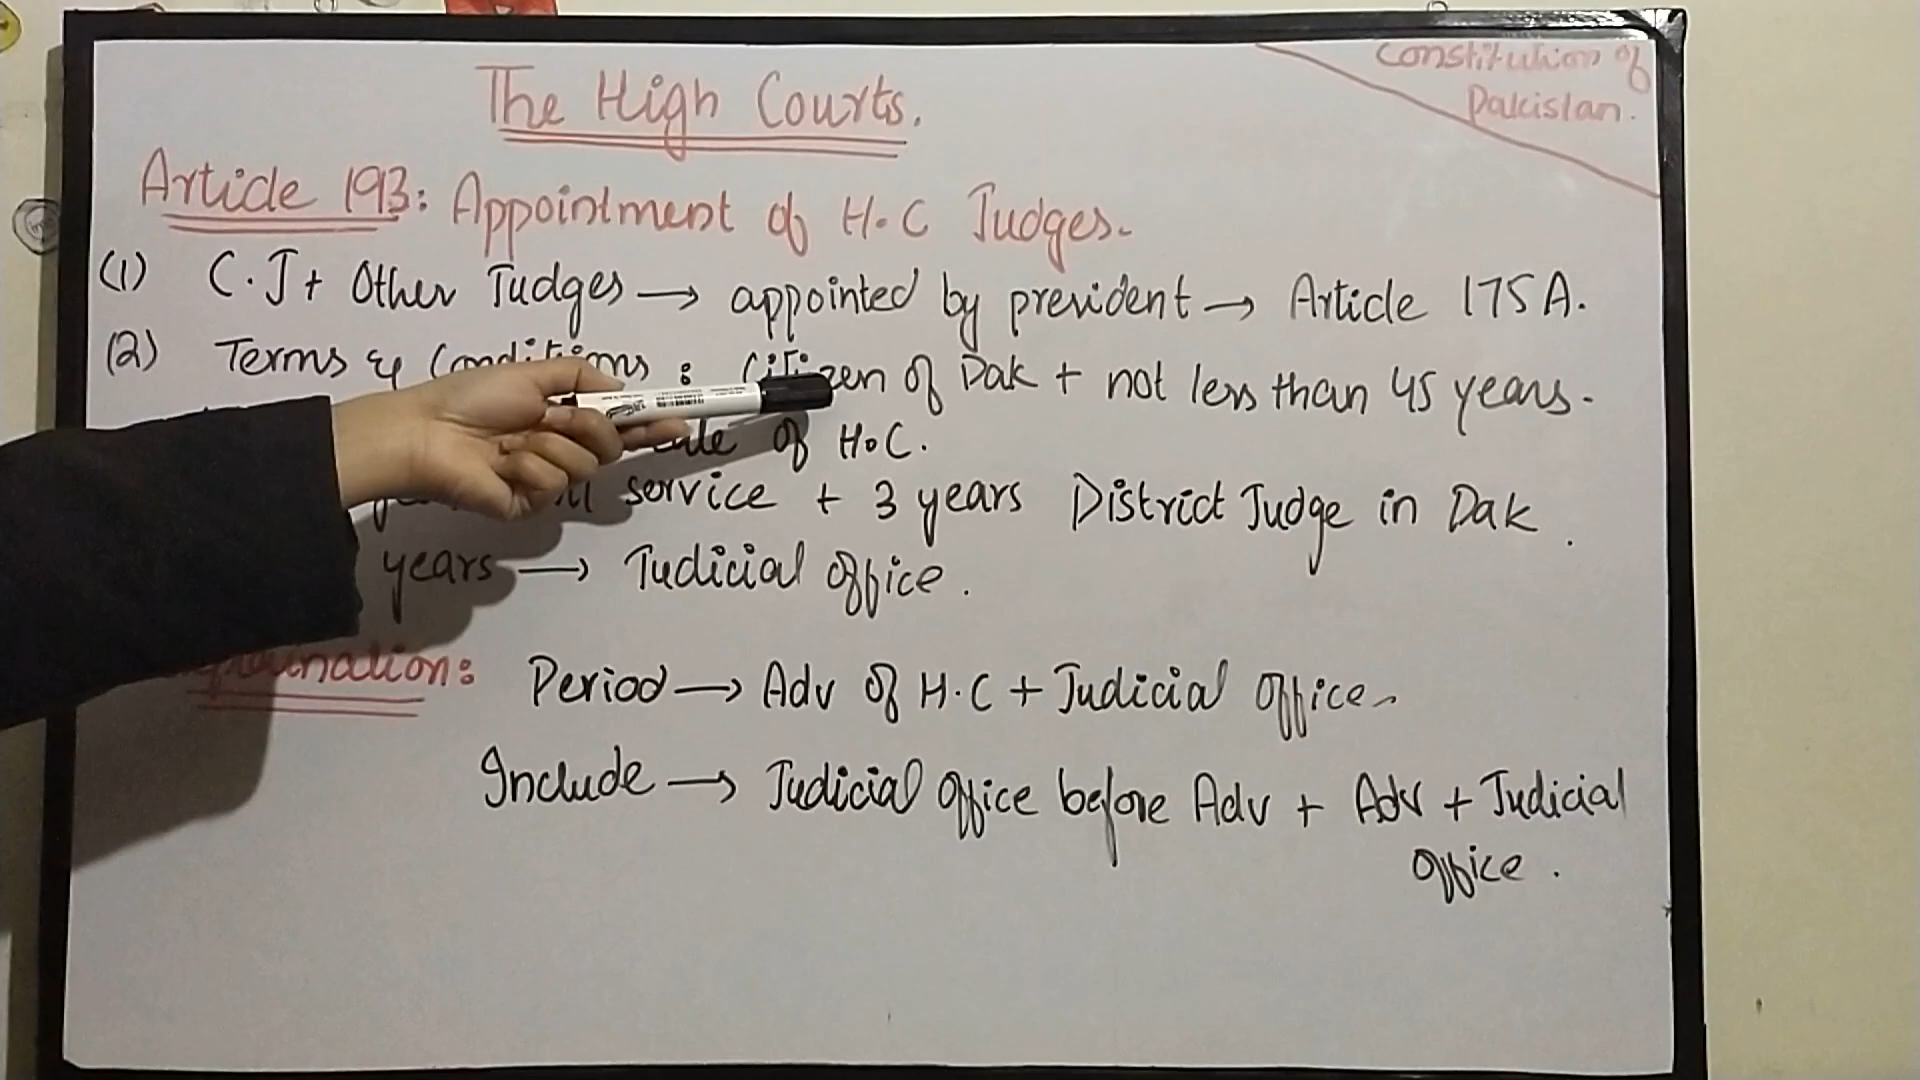 Constitution of
Pakistan.
The High Courts.
Article 193: Appointment of H.C Judges.
(1) C.J + Other Judges → appointed by president → Article 175A.
(2) Terms & Conditions : Citizen of Pak + not less than 45 years.
of H.C.
service + 3 years District Judge in Pak.
years → Judicial office.
Period → Adv of H.C + Judicial office.
Include → Judicial office before Adv + Adv + Judicial
office.